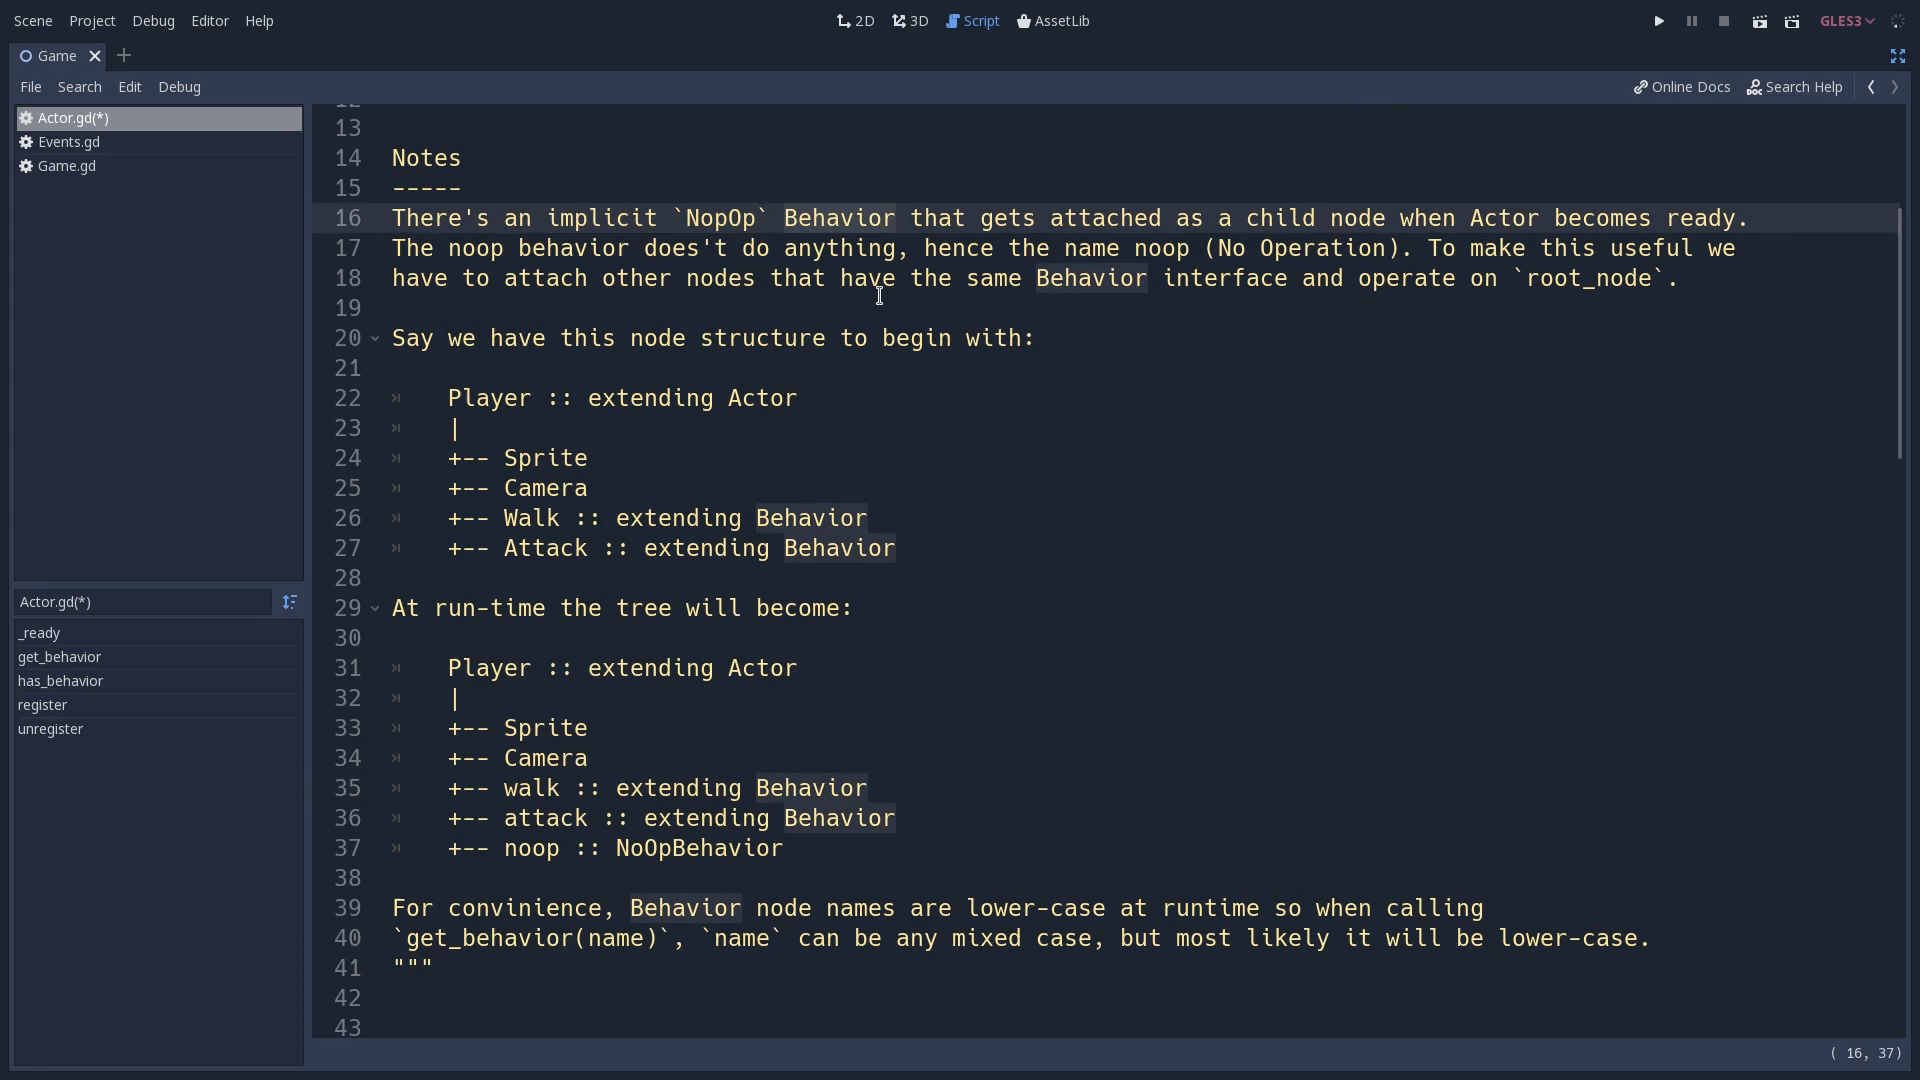 Scene Project Debug Editor Help 2D 3D Script AssetLib GLES3
Game
File Search Edit Debug Online Docs Search Help
Actor.gd(*)
Events.gd
Game.gd
Actor.gd(*)
_ready
get_behavior
has_behavior
register
unregister
12
13
14 Notes
15 -----
16 There's an implicit `NopOp` Behavior that gets attached as a child node when Actor becomes ready.
17 The noop behavior does't do anything, hence the name noop (No Operation). To make this useful we
18 have to attach other nodes that have the same Behavior interface and operate on `root_node`.
19
20 Say we have this node structure to begin with:
21
22 Player :: extending Actor
23 |
24 +-- Sprite
25 +-- Camera
26 +-- Walk :: extending Behavior
27 +-- Attack :: extending Behavior
28
29 At run-time the tree will become:
30
31 Player :: extending Actor
32 |
33 +-- Sprite
34 +-- Camera
35 +-- walk :: extending Behavior
36 +-- attack :: extending Behavior
37 +-- noop :: NoOpBehavior
38
39 For convinience, Behavior node names are lower-case at runtime so when calling
40 `get_behavior(name)`, `name` can be any mixed case, but most likely it will be lower-case.
41 """
42
43
( 16, 37)